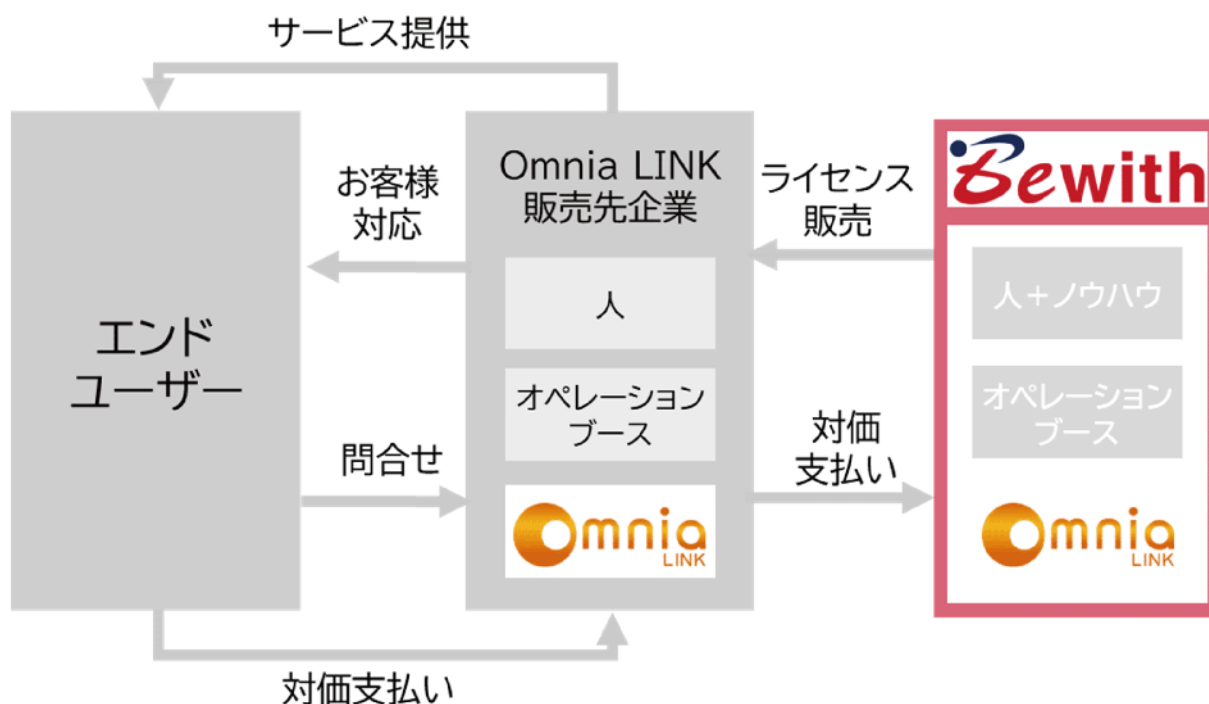 サービス提供
エンド
ユーザー
お客様
対応
問合せ
対価支払い
Omnia LINK
販売先企業
人
オペレーション
ブース
Omnia
LINK
ライセンス
販売
対価
支払い
Bewith
人+ノウハウ
オペレーション
ブース
Omnia
LINK